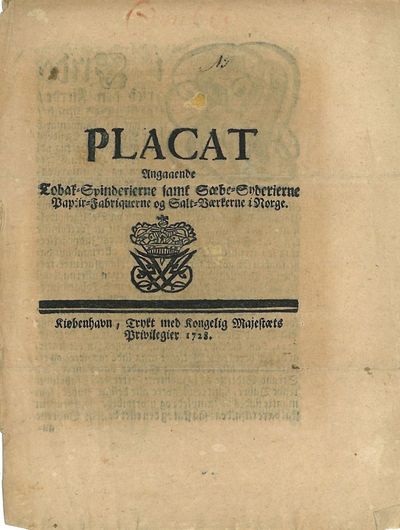 PLACAT
Angaaende
Tobak-Spinderierne samt Sæbe-Syderierne
Papiir-Fabriquerne og Salt-Værkerne i Norge.
Kiøbenhavn, Trykt med Kongelig Majestæts
Privilegier 1728.